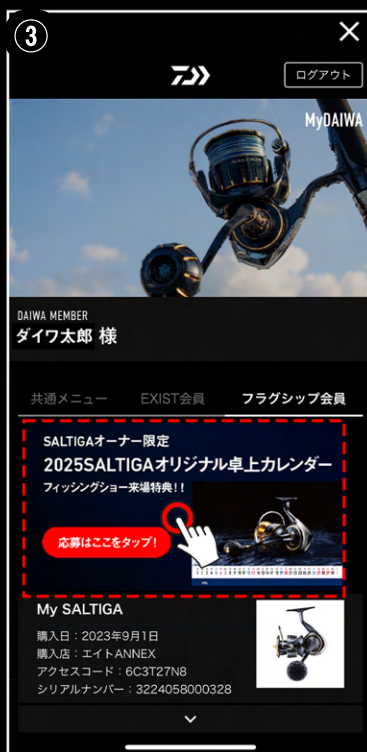 ③
ログアウト
MyDAIWA
DAIWA MEMBER
ダイワ太郎 様
共通メニュー EXIST会員 フラグシップ会員
SALTIGAオーナー限定
2025SALTIGAオリジナル卓上カレンダー
フィッシングショー来場特典!!
応募はここをタップ!
My SALTIGA
購入日：2023年9月1日
購入店：エイトANNEX
アクセスコード：6C3T27N8
シリアルナンバー：3224058000328